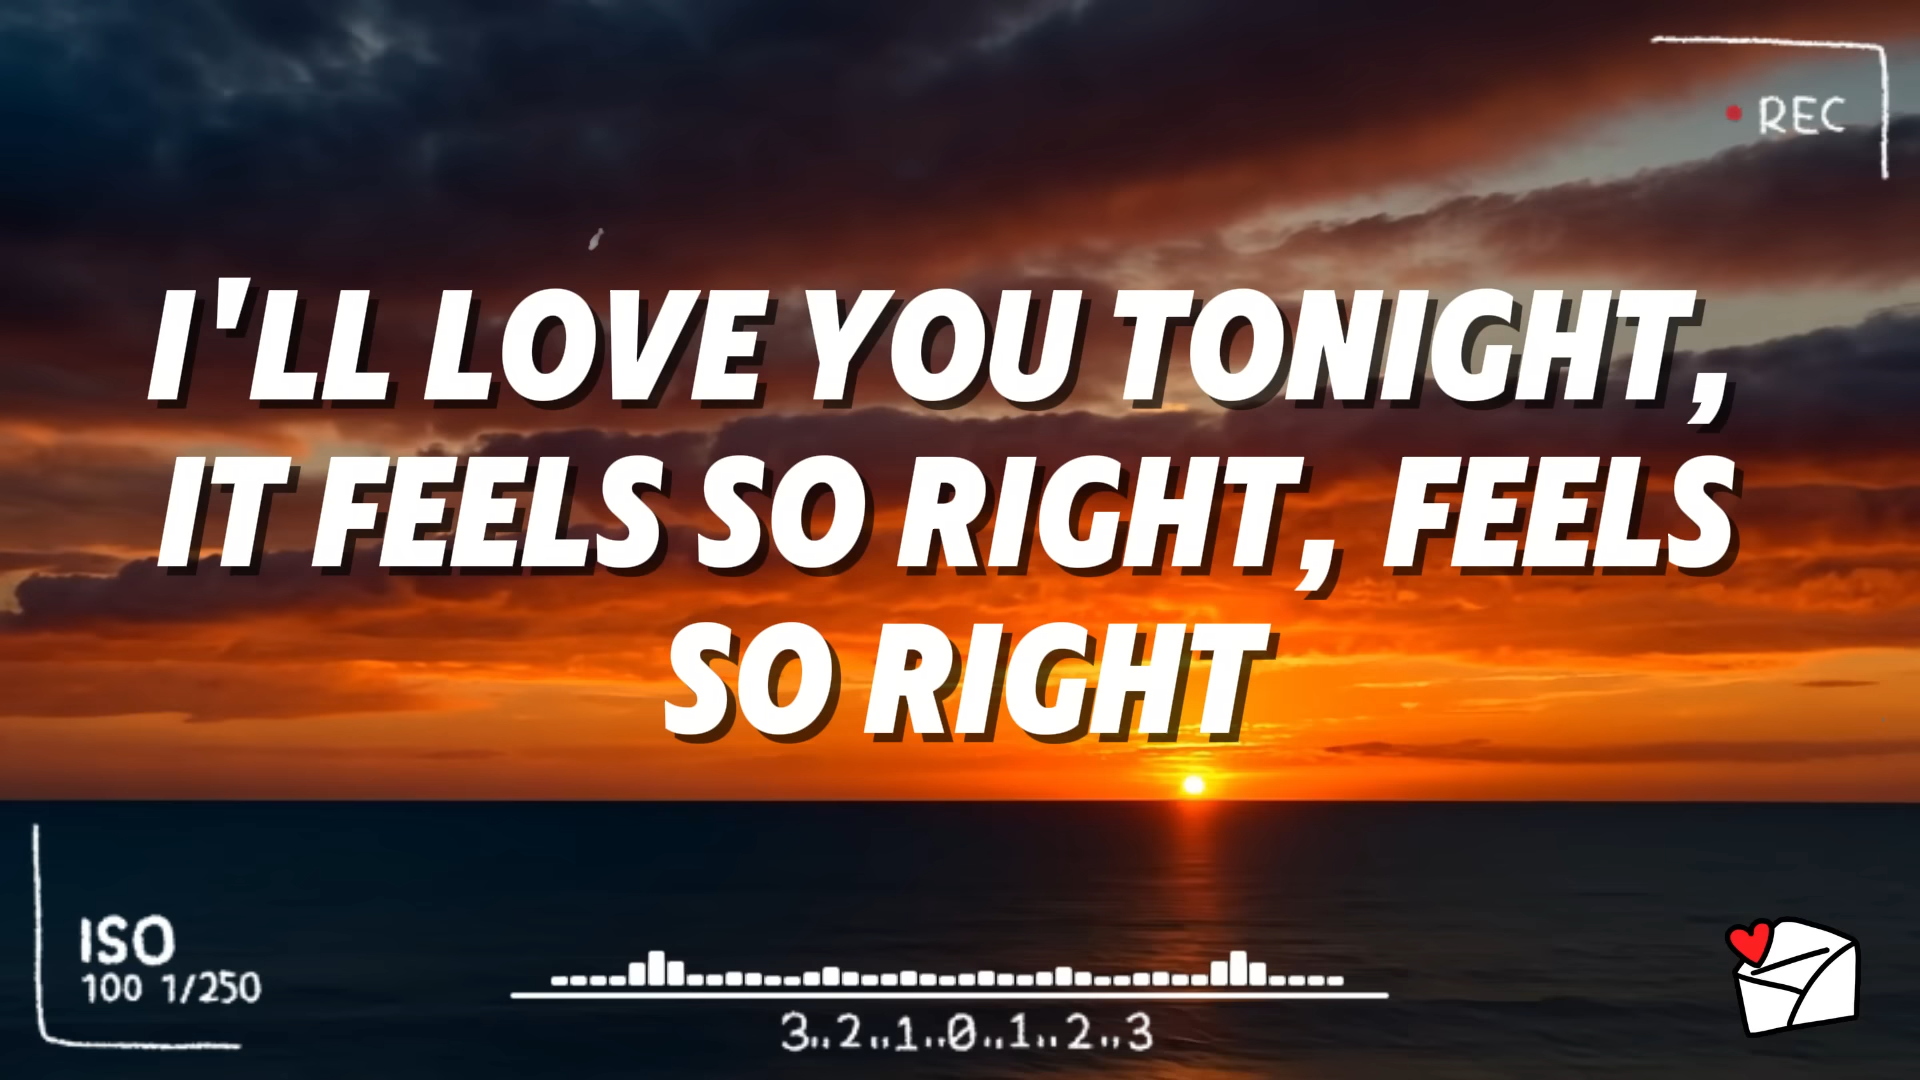 REC
I'LL LOVE YOU TONIGHT,
IT FEELS SO RIGHT, FEELS
SO RIGHT
ISO
100 1/250
3..2..1..0..1..2..3